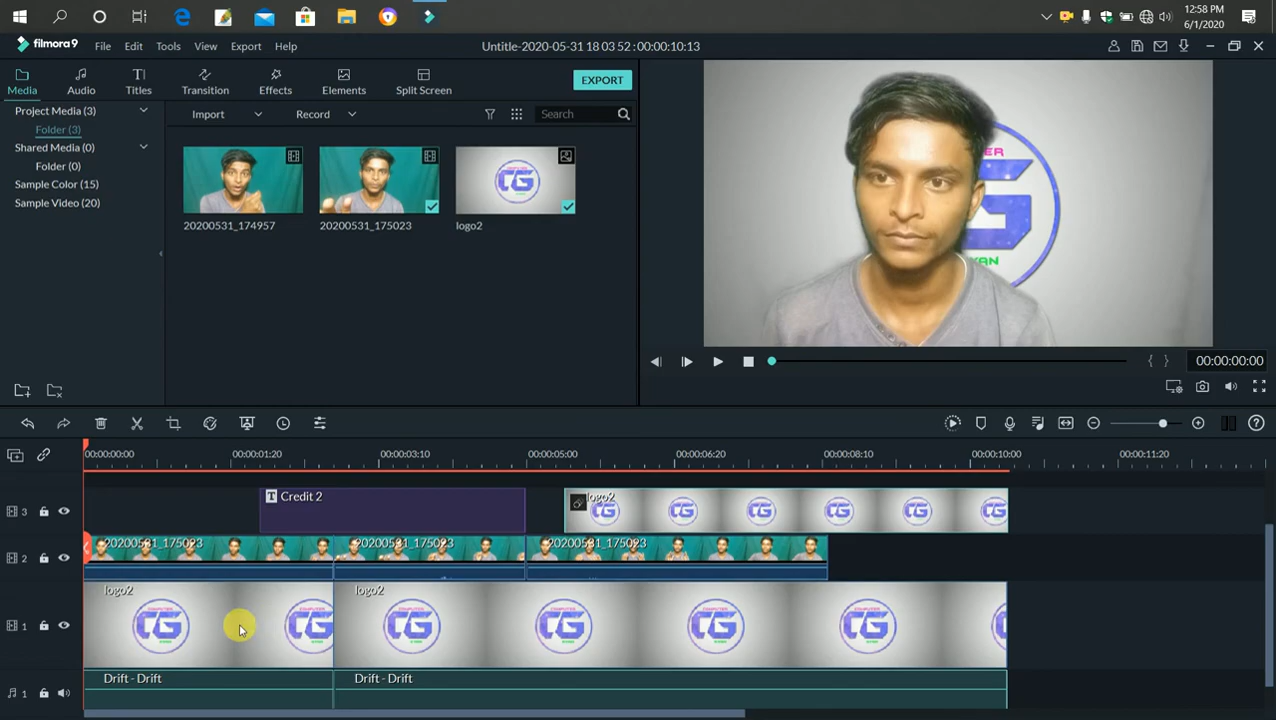 12:58 PM
6/1/2020
filmora9
File Edit Tools View Export Help
Untitle-2020-05-31 18 03 52 : 00:00:10:13
Media Audio Titles Transition Effects Elements Split Screen
EXPORT
Project Media (3)
Folder (3)
Shared Media (0)
Folder (0)
Sample Color (15)
Sample Video (20)
Import Record Search
20200531_174957 20200531_175023 logo2
00:00:00:00
00:00:00:00 00:00:01:20 00:00:03:10 00:00:05:00 00:00:06:20 00:00:08:10 00:00:10:00 00:00:11:20
3
T Credit 2 logo2
2
20200531_175023 20200531_175023 20200531_175023
1
logo2 logo2
1
Drift - Drift Drift - Drift